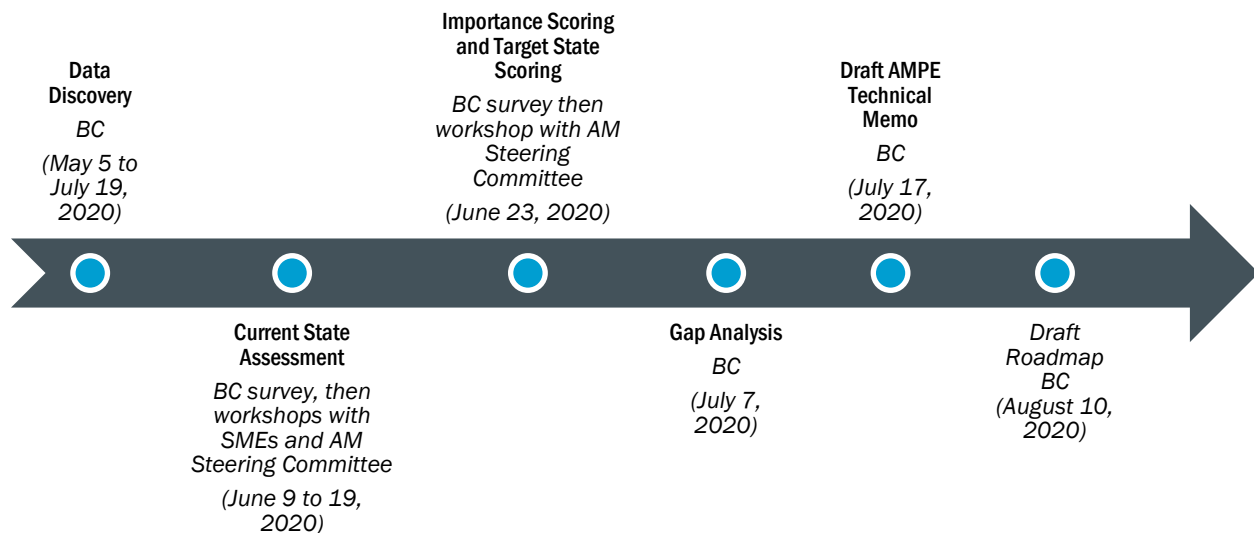 Data
Discovery
BC
(May 5 to
July 19,
2020)
Current State
Assessment
BC survey, then
workshops with
SMEs and AM
Steering Committee
(June 9 to 19,
2020)
Importance Scoring
and Target State
Scoring
BC survey then
workshop with AM
Steering
Committee
(June 23, 2020)
Gap Analysis
BC
(July 7,
2020)
Draft AMPE
Technical
Memo
BC
(July 17,
2020)
Draft
Roadmap
BC
(August 10,
2020)